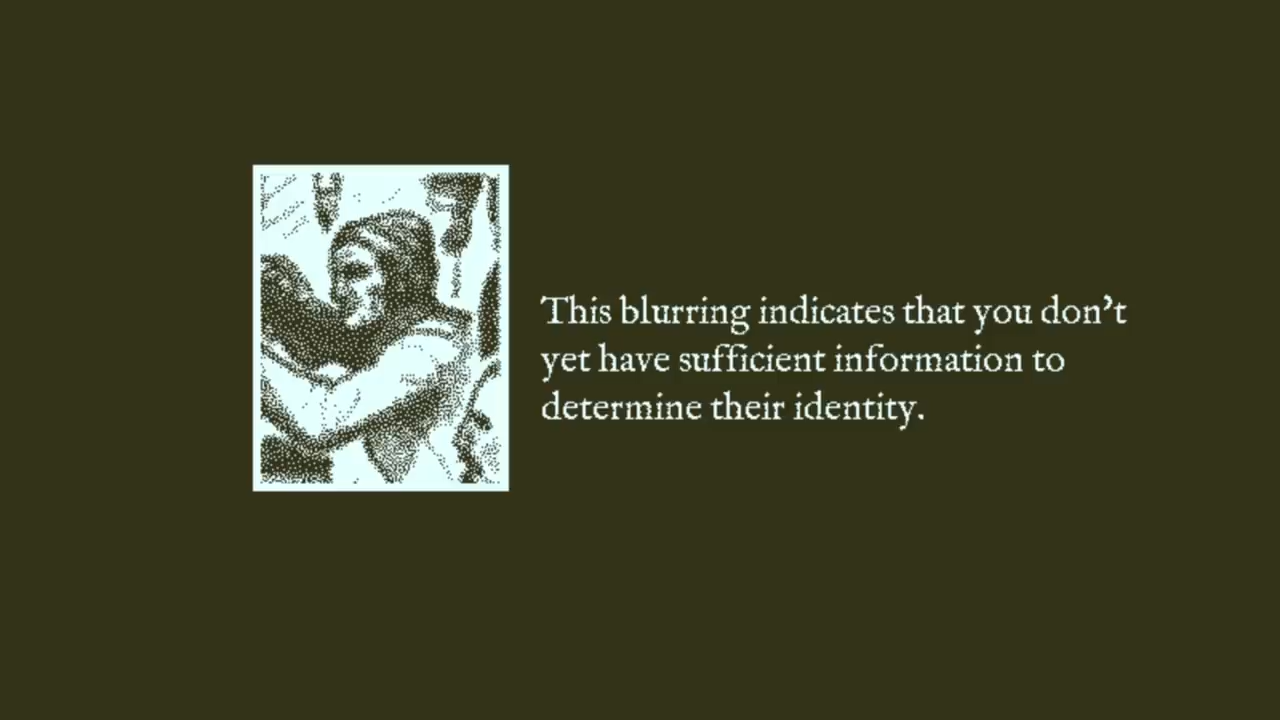 This blurring indicates that you don’t
yet have sufficient information to
determine their identity.